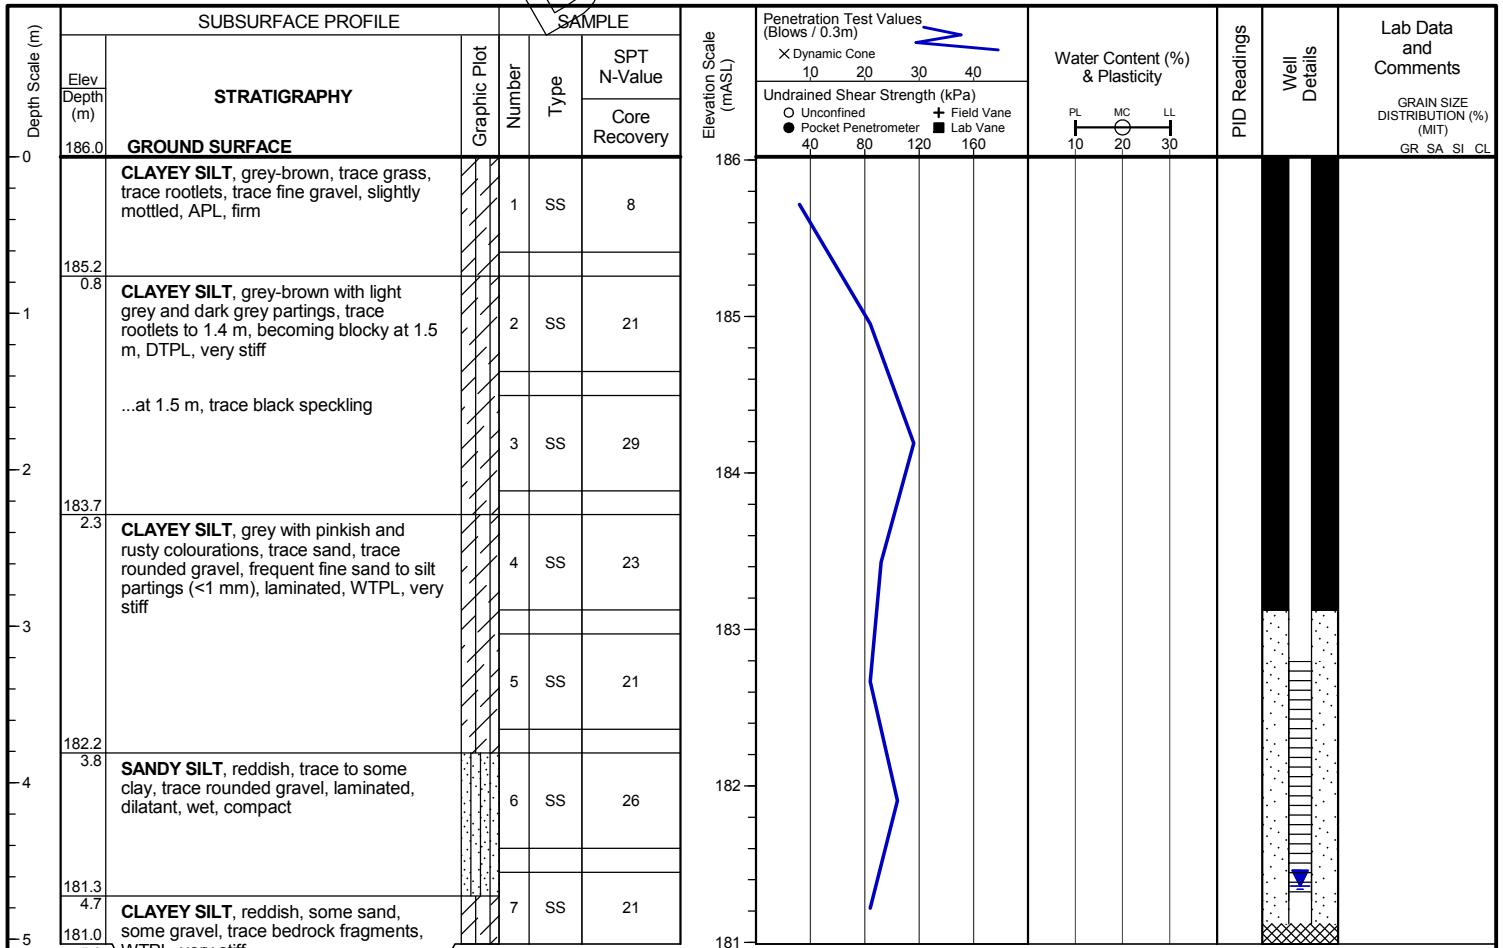 SUBSURFACE PROFILE
SAMPLE
Depth Scale (m)
Elev
Depth
(m)
STRATIGRAPHY
Graphic Plot
Number
Type
SPT
N-Value
Core
Recovery
Elevation Scale
(mASL)
Penetration Test Values
(Blows / 0.3m)
× Dynamic Cone
10 20 30 40
Undrained Shear Strength (kPa)
Unconfined
Field Vane
Pocket Penetrometer
Lab Vane
40 80 120 160
Water Content (%)
& Plasticity
PL MC LL
10 20 30
PID Readings
Well
Details
Lab Data
and
Comments
GRAIN SIZE
DISTRIBUTION (%)
(MIT)
GR SA SI CL
186.0 GROUND SURFACE
0
186
CLAYEY SILT, grey-brown, trace grass,
trace rootlets, trace fine gravel, slightly
mottled, APL, firm
1 SS 8
185.2
0.8
CLAYEY SILT, grey-brown with light
grey and dark grey partings, trace
rootlets to 1.4 m, becoming blocky at 1.5
m, DTPL, very stiff
1
2 SS 21
185
...at 1.5 m, trace black speckling
3 SS 29
2
184
183.7
2.3
CLAYEY SILT, grey with pinkish and
rusty colourations, trace sand, trace
rounded gravel, frequent fine sand to silt
partings (<1 mm), laminated, WTPL, very
stiff
4 SS 23
3
183
5 SS 21
182.2
3.8
SANDY SILT, reddish, trace to some
clay, trace rounded gravel, laminated,
dilatant, wet, compact
4
6 SS 26
182
181.3
4.7
CLAYEY SILT, reddish, some sand,
some gravel, trace bedrock fragments,
7 SS 21
181.0
5
181